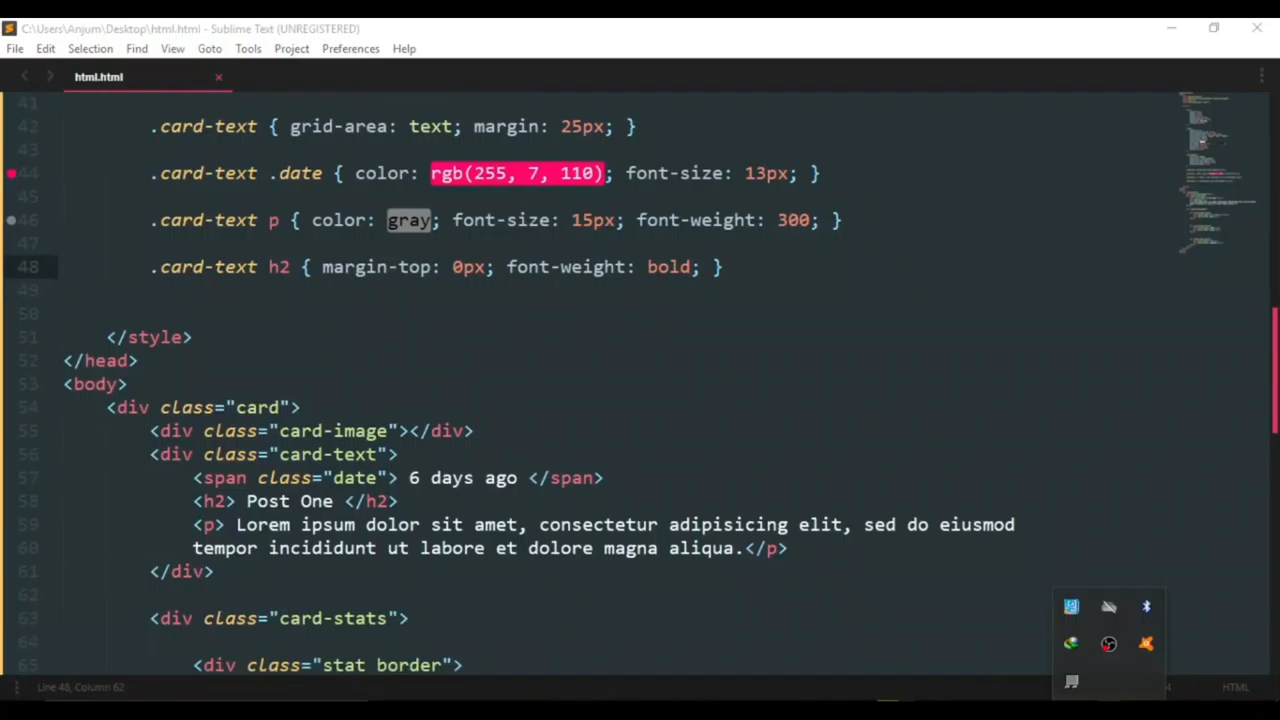 C:\Users\Anjum\Desktop\html.html - Sublime Text (UNREGISTERED)
File Edit Selection Find View Goto Tools Project Preferences Help
html.html
41
42 .card-text { grid-area: text; margin: 25px; }
43
44 .card-text .date { color: rgb(255, 7, 110); font-size: 13px; }
45
46 .card-text p { color: gray; font-size: 15px; font-weight: 300; }
47
48 .card-text h2 { margin-top: 0px; font-weight: bold; }
49
50
51 </style>
52 </head>
53 <body>
54 <div class="card">
55 <div class="card-image"></div>
56 <div class="card-text">
57 <span class="date"> 6 days ago </span>
58 <h2> Post One </h2>
59 <p> Lorem ipsum dolor sit amet, consectetur adipisicing elit, sed do eiusmod
60 tempor incididunt ut labore et dolore magna aliqua.</p>
61 </div>
62
63 <div class="card-stats">
64
65 <div class="stat border">
Line 48, Column 62
4
HTML